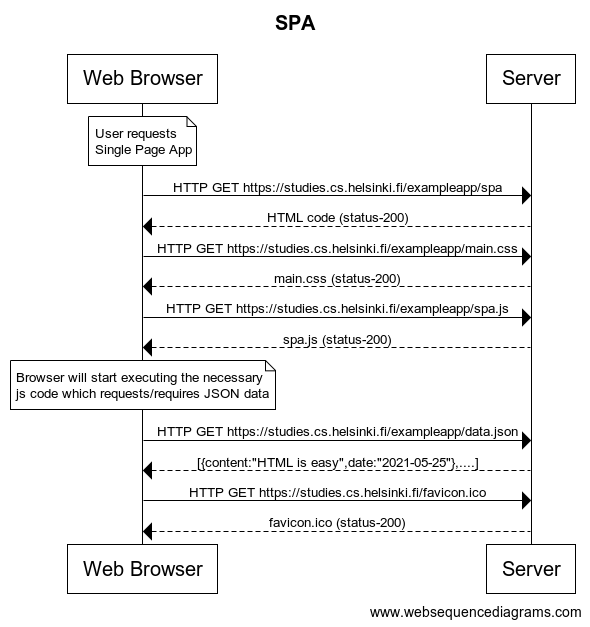 SPA
Web Browser
Server
User requests
Single Page App
HTTP GET https://studies.cs.helsinki.fi/exampleapp/spa
HTML code (status-200)
HTTP GET https://studies.cs.helsinki.fi/exampleapp/main.css
main.css (status-200)
HTTP GET https://studies.cs.helsinki.fi/exampleapp/spa.js
spa.js (status-200)
Browser will start executing the necessary
js code which requests/requires JSON data
HTTP GET https://studies.cs.helsinki.fi/exampleapp/data.json
[{content:"HTML is easy",date:"2021-05-25"},....]
HTTP GET https://studies.cs.helsinki.fi/favicon.ico
favicon.ico (status-200)
Web Browser
Server
www.websequencediagrams.com